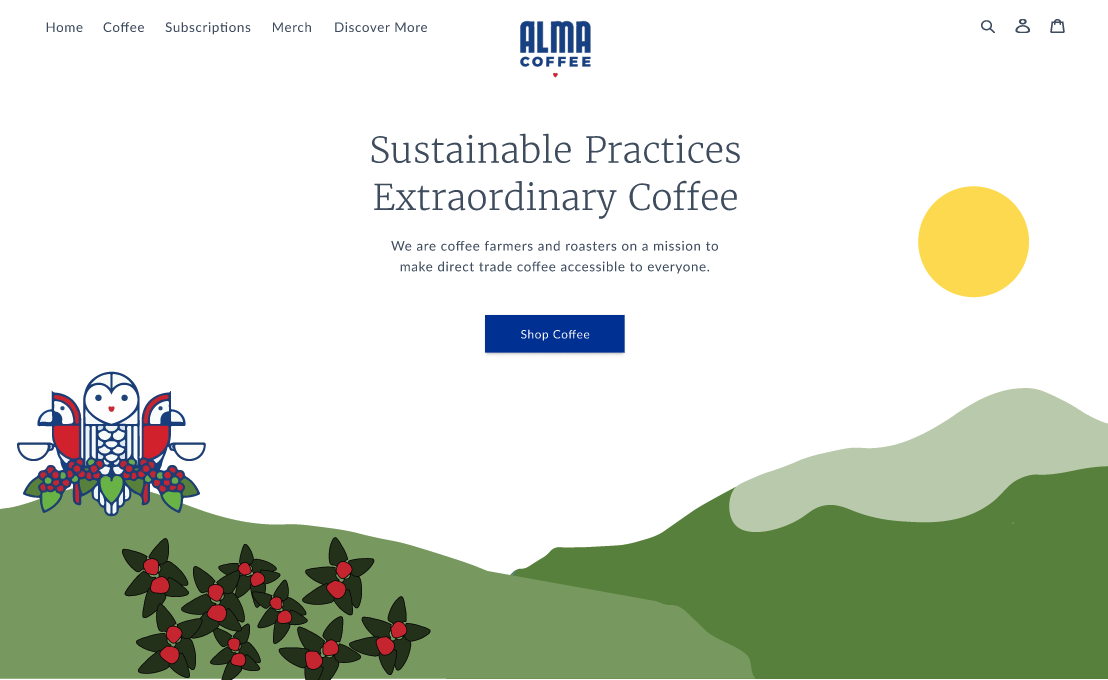 Home Coffee Subscriptions Merch Discover More
ALMA
COFFEE
Sustainable Practices
Extraordinary Coffee
We are coffee farmers and roasters on a mission to
make direct trade coffee accessible to everyone.
Shop Coffee